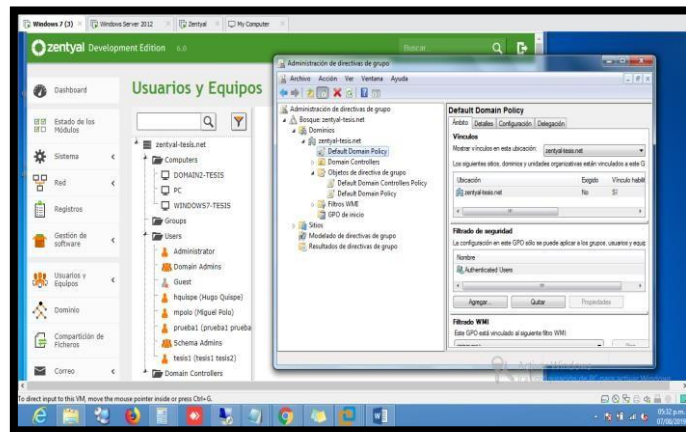 Windows 7 (3)
Windows Server 2012
Zentyal
My Computer
zentyal Development Edition 6.0
Buscar
Dashboard
Estado de los Módulos
Sistema
Red
Registros
Gestión de software
Usuarios y Equipos
Dominio
Compartición de Ficheros
Correo
Usuarios y Equipos
zentyal-tesis.net
Computers
DOMAIN2-TESIS
PC
WINDOWS7-TESIS
Groups
Users
Administrator
Domain Admins
Guest
hquispe (Hugo Quispe)
mpolo (Miguel Polo)
prueba1 (prueba1 prueba
Schema Admins
tesis1 (tesis1 tesis2)
Domain Controllers
Administración de directivas de grupo
Archivo Acción Ver Ventana Ayuda
Administración de directivas de grupo
Bosque: zentyal-tesis.net
Dominios
zentyal-tesis.net
Default Domain Policy
Domain Controllers
Objetos de directiva de grupo
Default Domain Controllers Policy
Default Domain Policy
Filtros WMI
GPO de inicio
Sitios
Modelado de directivas de grupo
Resultados de directivas de grupo
Default Domain Policy
Ámbito Detalles Configuración Delegación
Vínculos
Mostrar vínculos en esta ubicación: zentyal-tesis.net
Los siguientes sitios, dominios y unidades organizativas están vinculados a este G
Ubicación Exigido Vínculo habilit
zentyal-tesis.net No Sí
Filtrado de seguridad
La configuración en este GPO sólo se puede aplicar a los grupos, usuarios y equip
Nombre
Authenticated Users
Agregar... Quitar Propiedades
Filtrado WMI
Este GPO está vinculado al siguiente filtro WMI:
Activar Windows
To direct input to this VM, move the mouse pointer inside or press Ctrl+G.
05:32 p.m.
07/08/2019